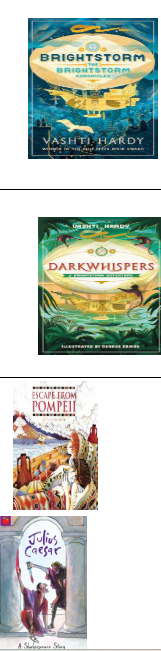 BRIGHTSTORM
THE
BRIGHTSTORM
CHRONICLES
VASHTI HARDY
VASHTI HARDY
DARKWHISPERS
A BRIGHTSTORM ADVENTURE
ILLUSTRATED BY GEORGE ERMOS
ESCAPE FROM
POMPEII
Julius
Caesar
A Shakespeare Story